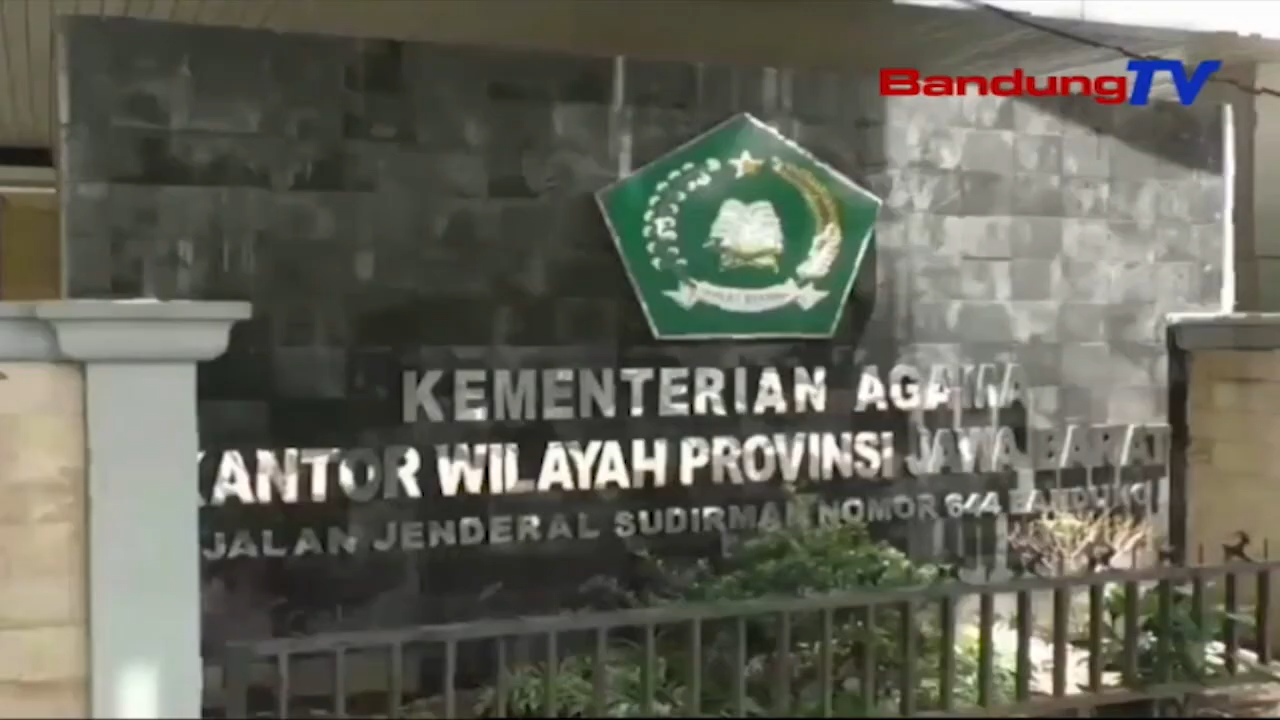 BandungTV
KEMENTERIAN AGAMA
KANTOR WILAYAH PROVINSI JAWA BARAT
JALAN JENDERAL SUDIRMAN NOMOR 644 BANDUNG